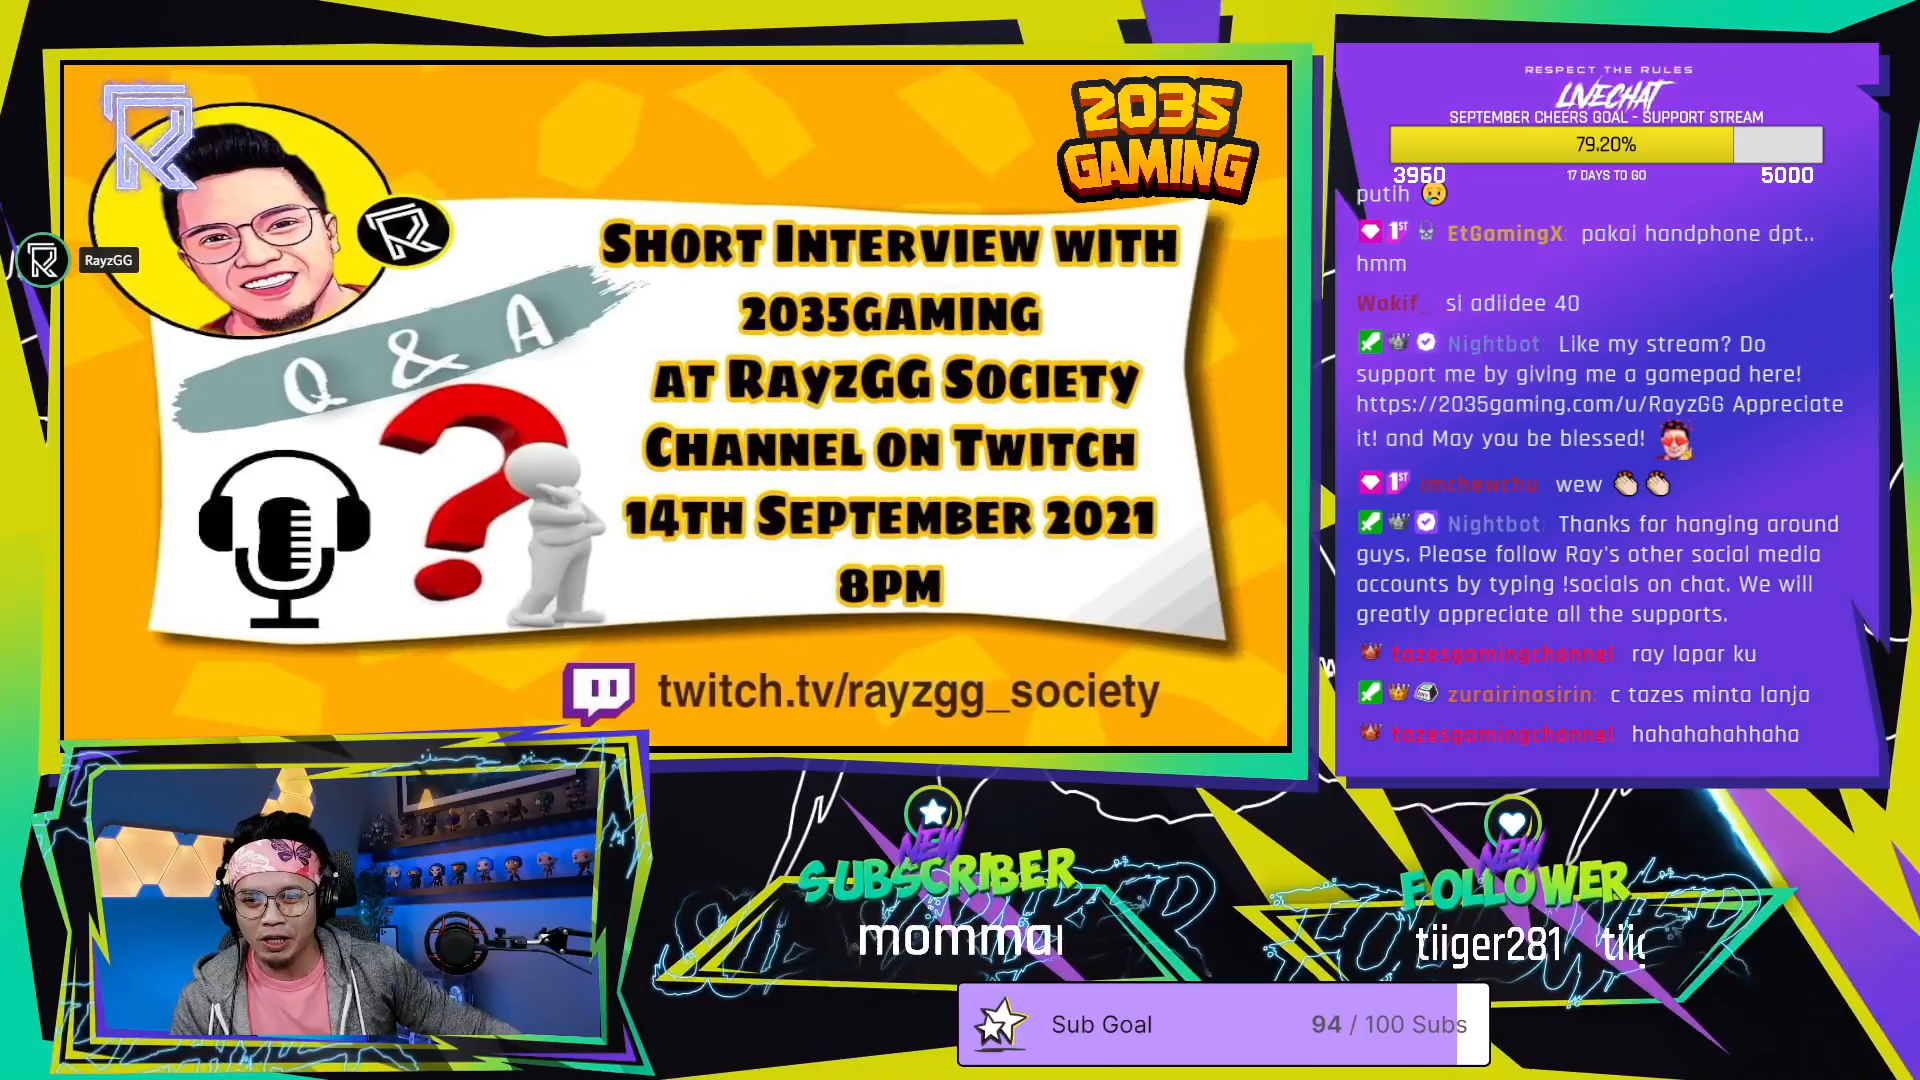 2035
GAMING
RayzGG
Short Interview with
2035gaming
at RayzGG Society
Channel on Twitch
14th September 2021
8pm
Q & A
twitch.tv/rayzgg_society
RESPECT THE RULES
LIVECHAT
SEPTEMBER CHEERS GOAL - SUPPORT STREAM
79.20%
3960 17 DAYS TO GO 5000
putih 😢
1ST EtGamingX: pakai handphone dpt..
hmm
Wakif_: si adiidee 40
Nightbot: Like my stream? Do
support me by giving me a gamepad here!
https://2035gaming.com/u/RayzGG Appreciate
it! and May you be blessed!
1ST imchewchu: wew 👏 👏
Nightbot: Thanks for hanging around
guys. Please follow Ray's other social media
accounts by typing !socials on chat. We will
greatly appreciate all the supports.
tazesgamingchannel: ray lapar ku
zurairinasirin: c tazes minta lanja
tazesgamingchannel: hahahahahhaha
NEW
SUBSCRIBER
mommai
NEW
FOLLOWER
tiiger281 tiig
Sub Goal 94 / 100 Subs